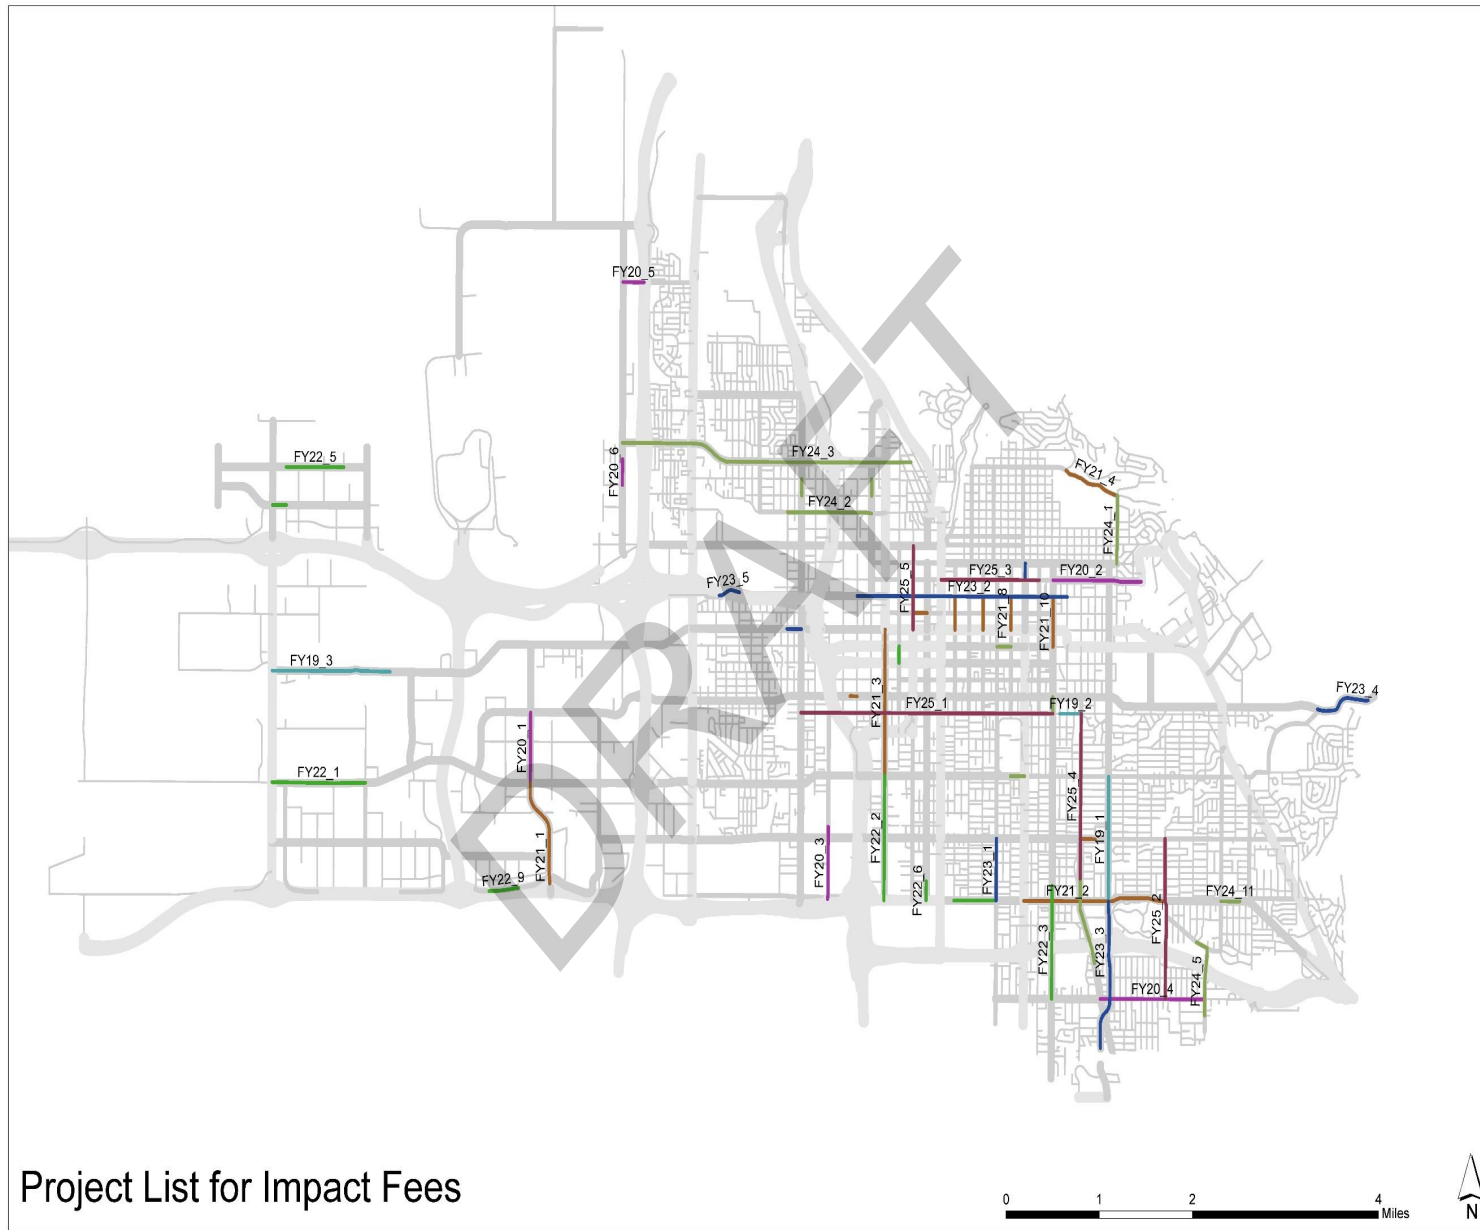 FY20_5
FY24_3
FY22_5
FY20_6
FY21_4
FY24_2
FY24_1
FY25_5
FY25_3
FY20_2
FY23_5
FY23_2
FY21_8
FY21_10
FY19_3
FY21_3
FY23_4
FY25_1
FY19_2
FY20_1
FY22_1
FY25_4
FY19_1
FY21_1
FY20_3
FY22_2
FY22_6
FY23_1
FY22_9
FY21_2
FY25_2
FY24_11
FY22_3
FY23_3
FY24_5
FY20_4
DRAFT
Project List for Impact Fees
0 1 2 4
Miles
N